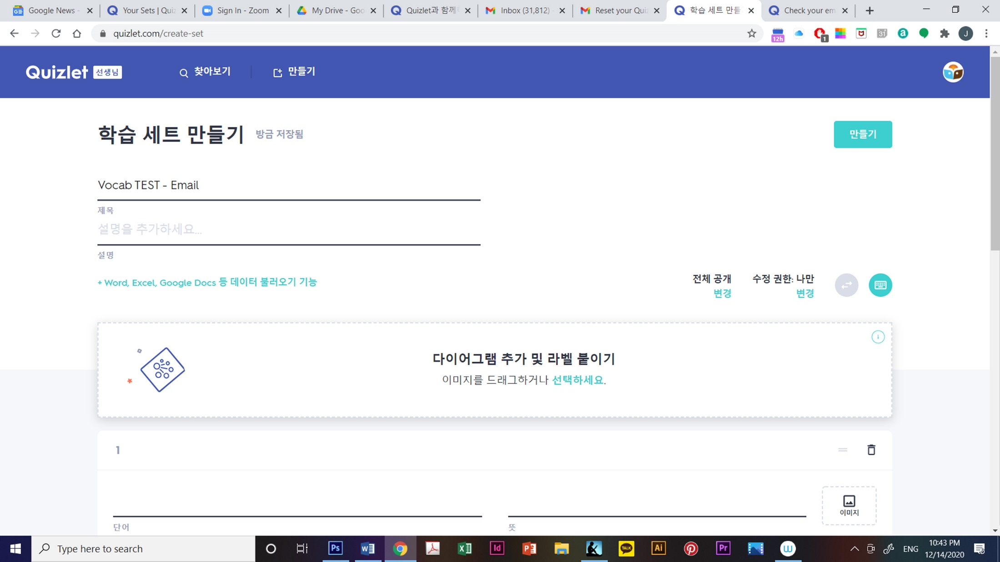 Google News -
Your Sets | Quiz
Sign In - Zoom
My Drive - Goo
Quizlet과 함께
Inbox (31,812)
Reset your Quiz
학습 세트 만들
Check your em
quizlet.com/create-set
12h
1
31
a
J
Quizlet 선생님
찾아보기
만들기
학습 세트 만들기 방금 저장됨
만들기
Vocab TEST - Email
제목
설명을 추가하세요...
설명
+ Word, Excel, Google Docs 등 데이터 불러오기 기능
전체 공개
변경
수정 권한: 나만
변경
다이어그램 추가 및 라벨 붙이기
이미지를 드래그하거나 선택하세요.
1
이미지
단어
뜻
Type here to search
Ps
Id
TALK
Ai
Pr
ENG
10:43 PM
12/14/2020